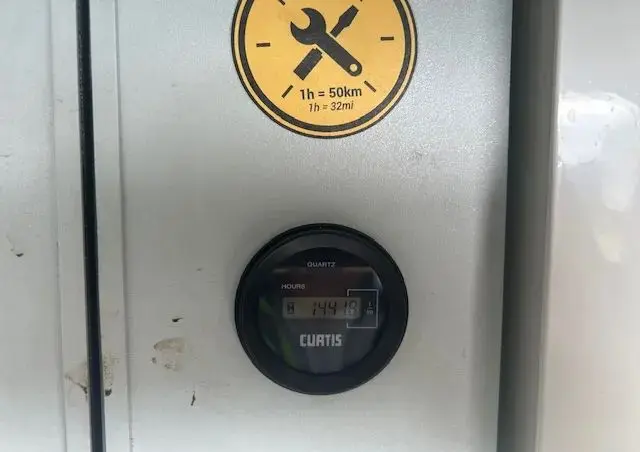 1h = 50km
1h = 32mi
QUARTZ
HOURS
CURTIS